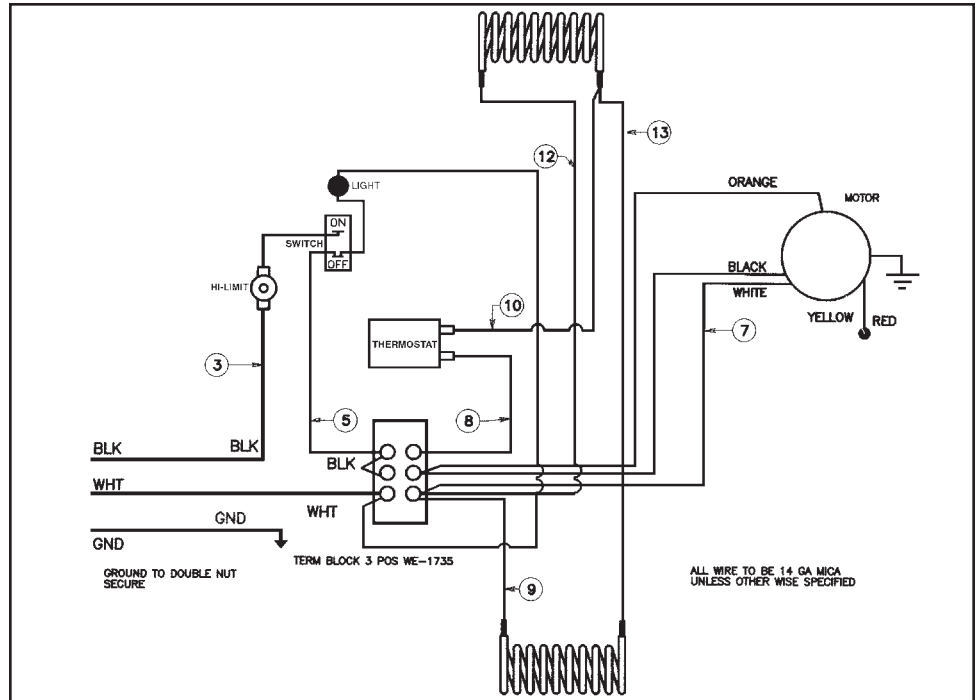 13
12
ORANGE
MOTOR
LIGHT
ON
SWITCH
OFF
BLACK
WHITE
HI-LIMIT
10
YELLOW
RED
7
THERMOSTAT
3
5
8
BLK
BLK
BLK
WHT
WHT
GND
GND
TERM BLOCK 3 POS WE-1735
GROUND TO DOUBLE NUT
SECURE
ALL WIRE TO BE 14 GA MICA
UNLESS OTHER WISE SPECIFIED
9